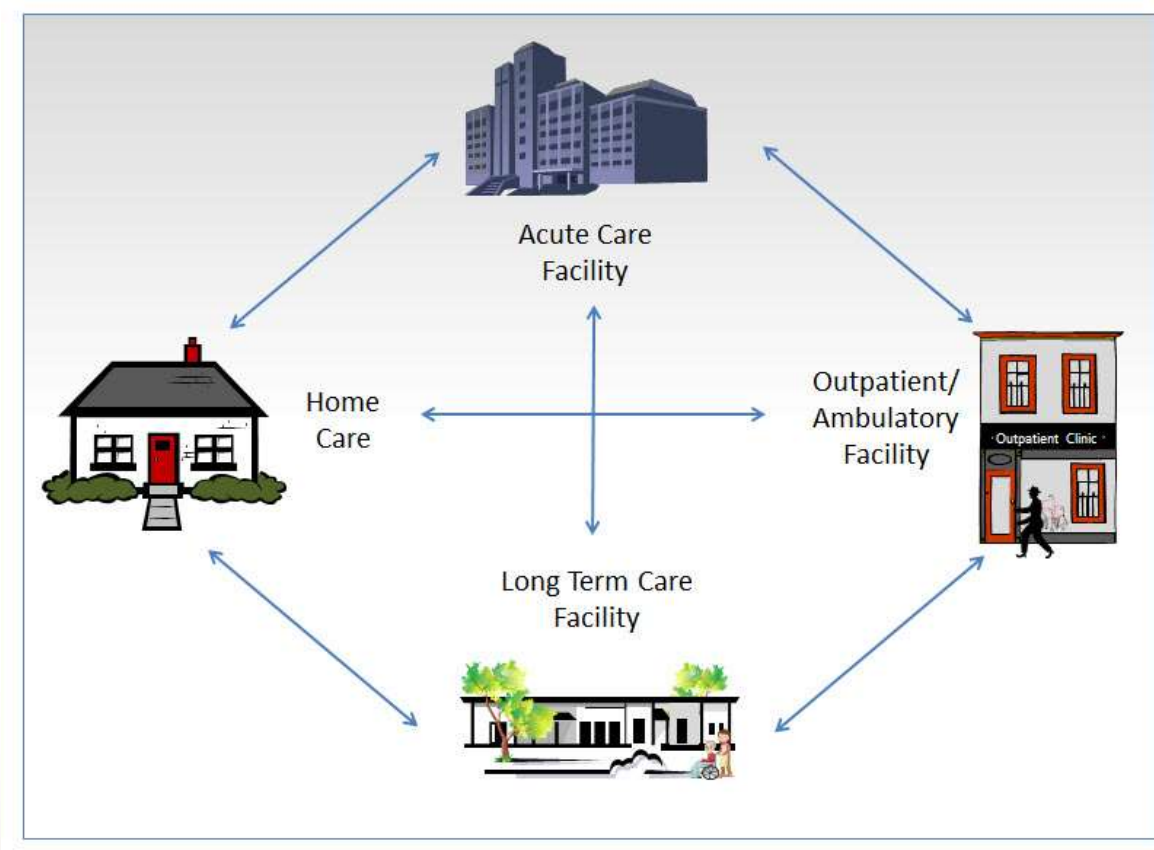 Acute Care
Facility
Home
Care
Outpatient/
Ambulatory
Facility
·Outpatient Clinic·
Long Term Care
Facility